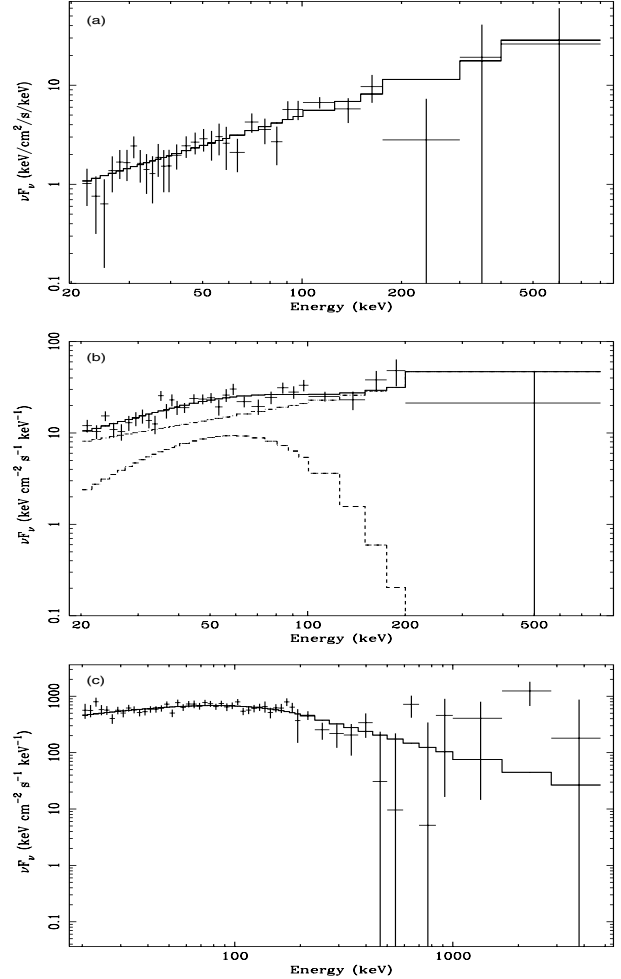 (a)
10
1
0.1
νFν (keV/cm²/s/keV)
20 50 100 200 500
Energy (keV)
(b)
100
10
1
0.1
νFν (keV cm⁻² s⁻¹ keV⁻¹)
20 50 100 200 500
Energy (keV)
(c)
1000
100
10
1
0.1
νFν (keV cm⁻² s⁻¹ keV⁻¹)
100 1000
Energy (keV)